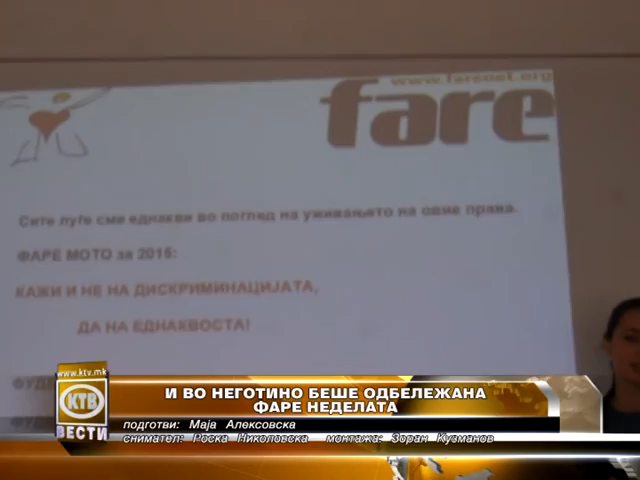 www.farenet.org
fare
Сите луѓе сме еднакви во поглед на уживањето на овие права.
ФАРЕ МОТО за 2015:
КАЖИ И НЕ НА ДИСКРИМИНАЦИЈАТА,
ДА НА ЕДНАКВОСТА!
www.ktv.mk
КТВ
ВЕСТИ
И ВО НЕГОТИНО БЕШЕ ОДБЕЛЕЖАНА
ФАРЕ НЕДЕЛАТА
подготви: Маја Алексовска
снимател: Роска Николовска монтажа: Зоран Кузманов